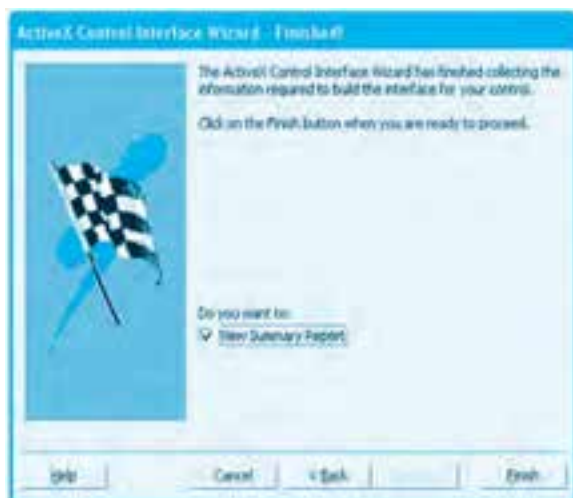 ActiveX Control Interface Wizard - Finished!
The ActiveX Control Interface Wizard has finished collecting the
information required to build the interface for your control.
Click on the Finish button when you are ready to proceed.
Do you want to:
View Summary Report
Help
Cancel
< Back
Finish